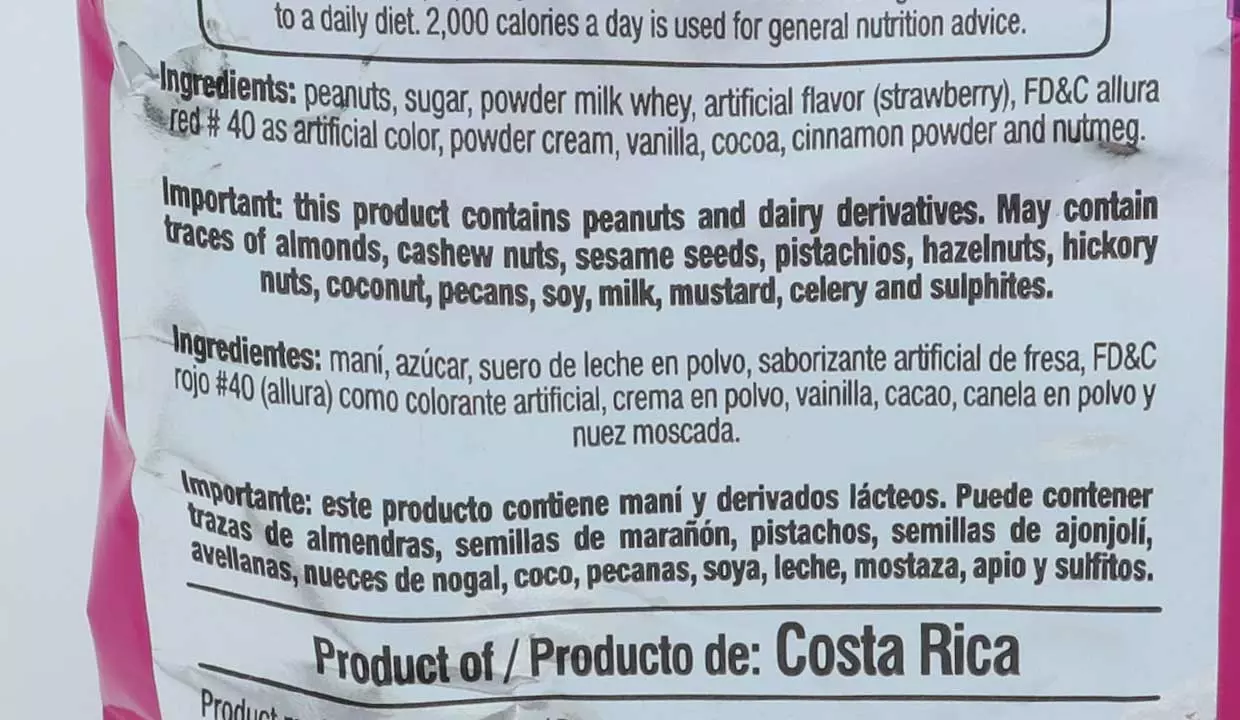 to a daily diet. 2,000 calories a day is used for general nutrition advice.
Ingredients: peanuts, sugar, powder milk whey, artificial flavor (strawberry), FD&C allura
red # 40 as artificial color, powder cream, vanilla, cocoa, cinnamon powder and nutmeg.
Important: this product contains peanuts and dairy derivatives. May contain
traces of almonds, cashew nuts, sesame seeds, pistachios, hazelnuts, hickory
nuts, coconut, pecans, soy, milk, mustard, celery and sulphites.
Ingredientes: maní, azúcar, suero de leche en polvo, saborizante artificial de fresa, FD&C
rojo #40 (allura) como colorante artificial, crema en polvo, vainilla, cacao, canela en polvo y
nuez moscada.
Importante: este producto contiene maní y derivados lácteos. Puede contener
trazas de almendras, semillas de marañón, pistachos, semillas de ajonjolí,
avellanas, nueces de nogal, coco, pecanas, soya, leche, mostaza, apio y sulfitos.
Product of / Producto de: Costa Rica
Product